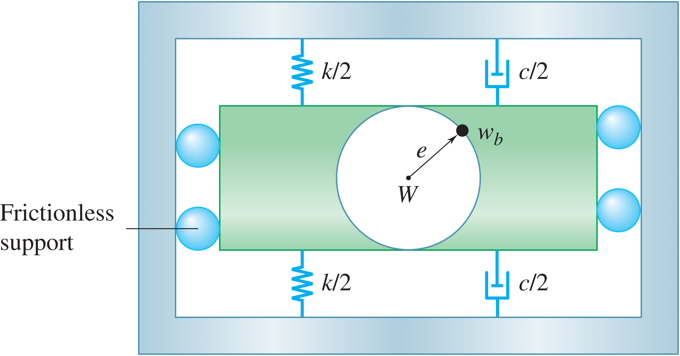 k/2
c/2
e
w_b
W
Frictionless
support
k/2
c/2